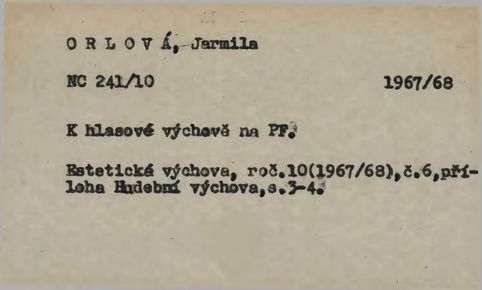 O R L O V Á, Jarmila
NC 241/10 1967/68
K hlasové výchově na PF.
Estetická výchova, roč.10(1967/68),č.6,pří-
loha Hudební výchova,s.3-4.